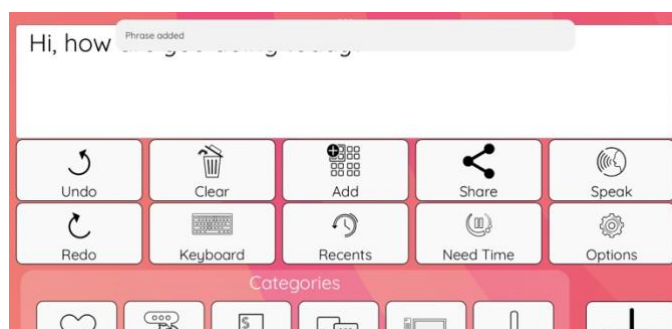 Phrase added
Hi, how
Undo
Clear
Add
Share
Speak
Redo
Keyboard
Recents
Need Time
Options
Categories
$